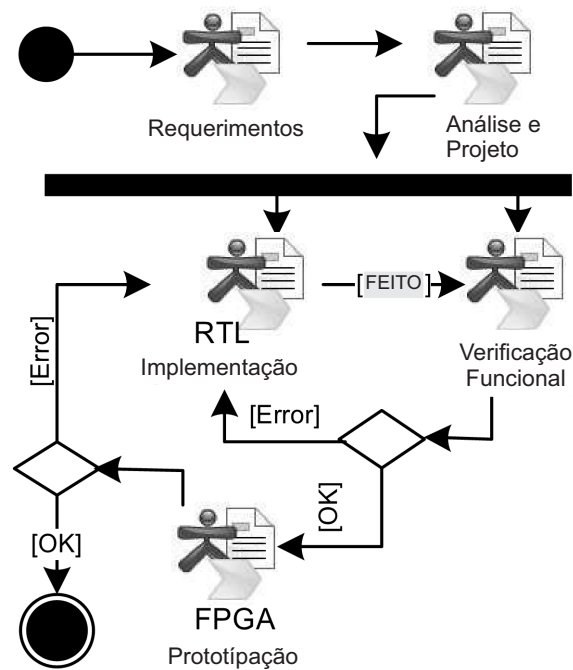 Requerimentos
Análise e
Projeto
[FEITO]
RTL
Implementação
Verificação
Funcional
[Error]
[Error]
[OK]
[OK]
FPGA
Prototípação